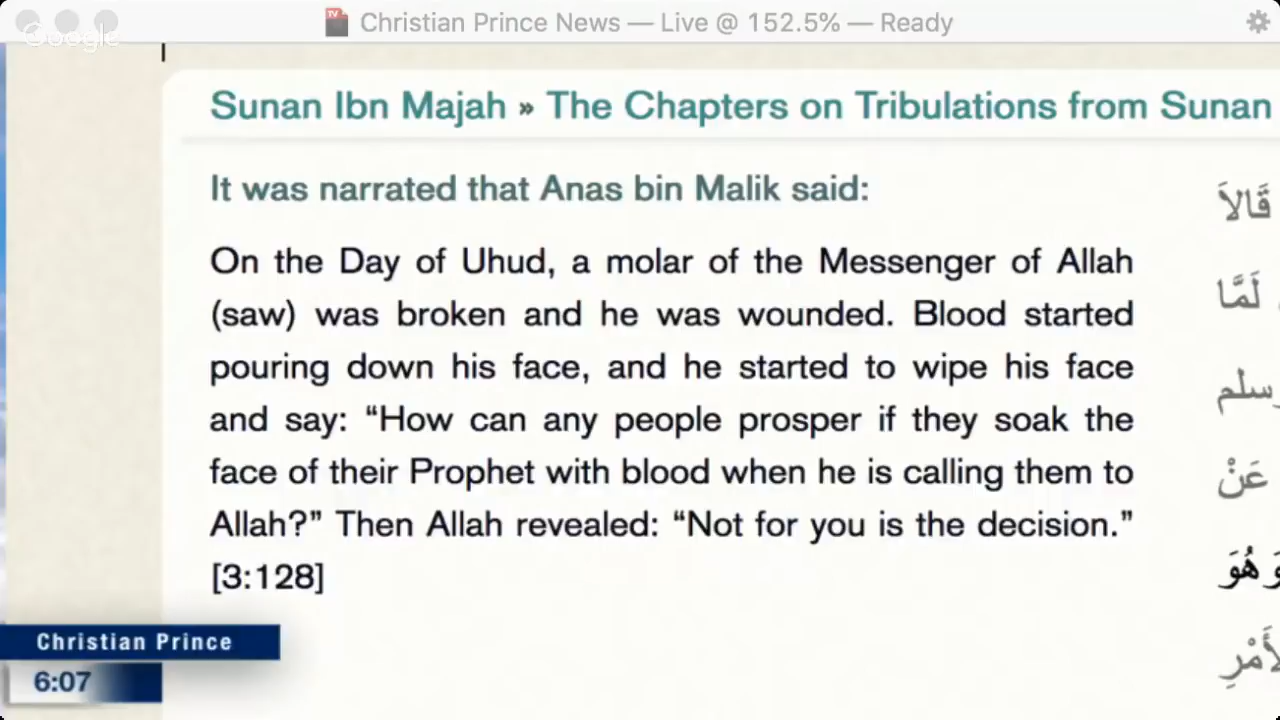 Christian Prince News — Live @ 152.5% — Ready
Google
TV
Sunan Ibn Majah » The Chapters on Tribulations from Sunan
It was narrated that Anas bin Malik said:
قَالاَ
On the Day of Uhud, a molar of the Messenger of Allah
لَمَّا
(saw) was broken and he was wounded. Blood started
pouring down his face, and he started to wipe his face
وسلم
and say: “How can any people prosper if they soak the
face of their Prophet with blood when he is calling them to
عَنْ
Allah?” Then Allah revealed: “Not for you is the decision.”
[3:128]
وَ هُوَ
Christian Prince
6:07